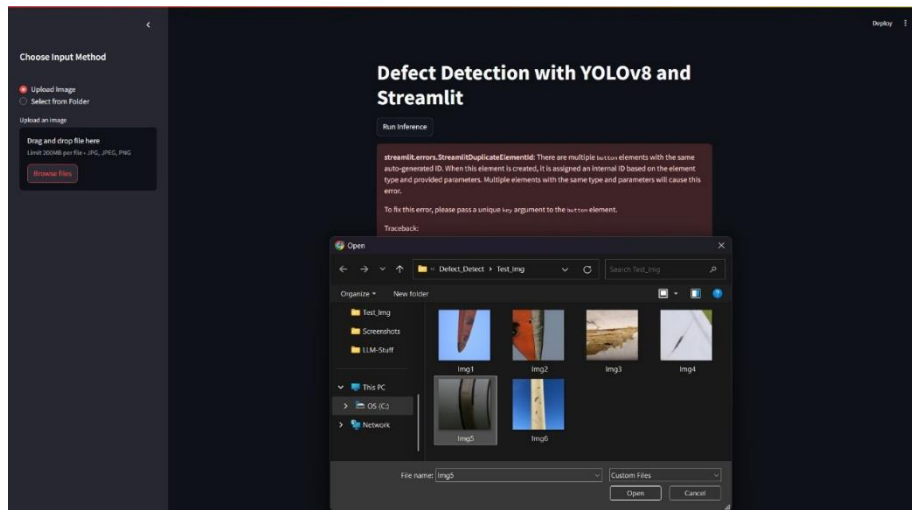 Deploy
Choose Input Method
Upload Image
Select from Folder
Upload an image
Drag and drop file here
Limit 200MB per file • JPG, JPEG, PNG
Browse files
Defect Detection with YOLOv8 and
Streamlit
Run Inference
streamlit.errors.StreamlitDuplicateElementId: There are multiple button elements with the same
auto-generated ID. When this element is created, it is assigned an internal ID based on the element
type and provided parameters. Multiple elements with the same type and parameters will cause this
error.
To fix this error, please pass a unique key argument to the button element.
Traceback:
Open
Defect_Detect
Test_Img
Search Test_Img
Organize
New folder
Test_Img
Screenshots
LLM-Stuff
This PC
OS (C:)
Network
Img1
Img2
Img3
Img4
Img5
Img6
File name:
Img5
Custom Files
Open
Cancel